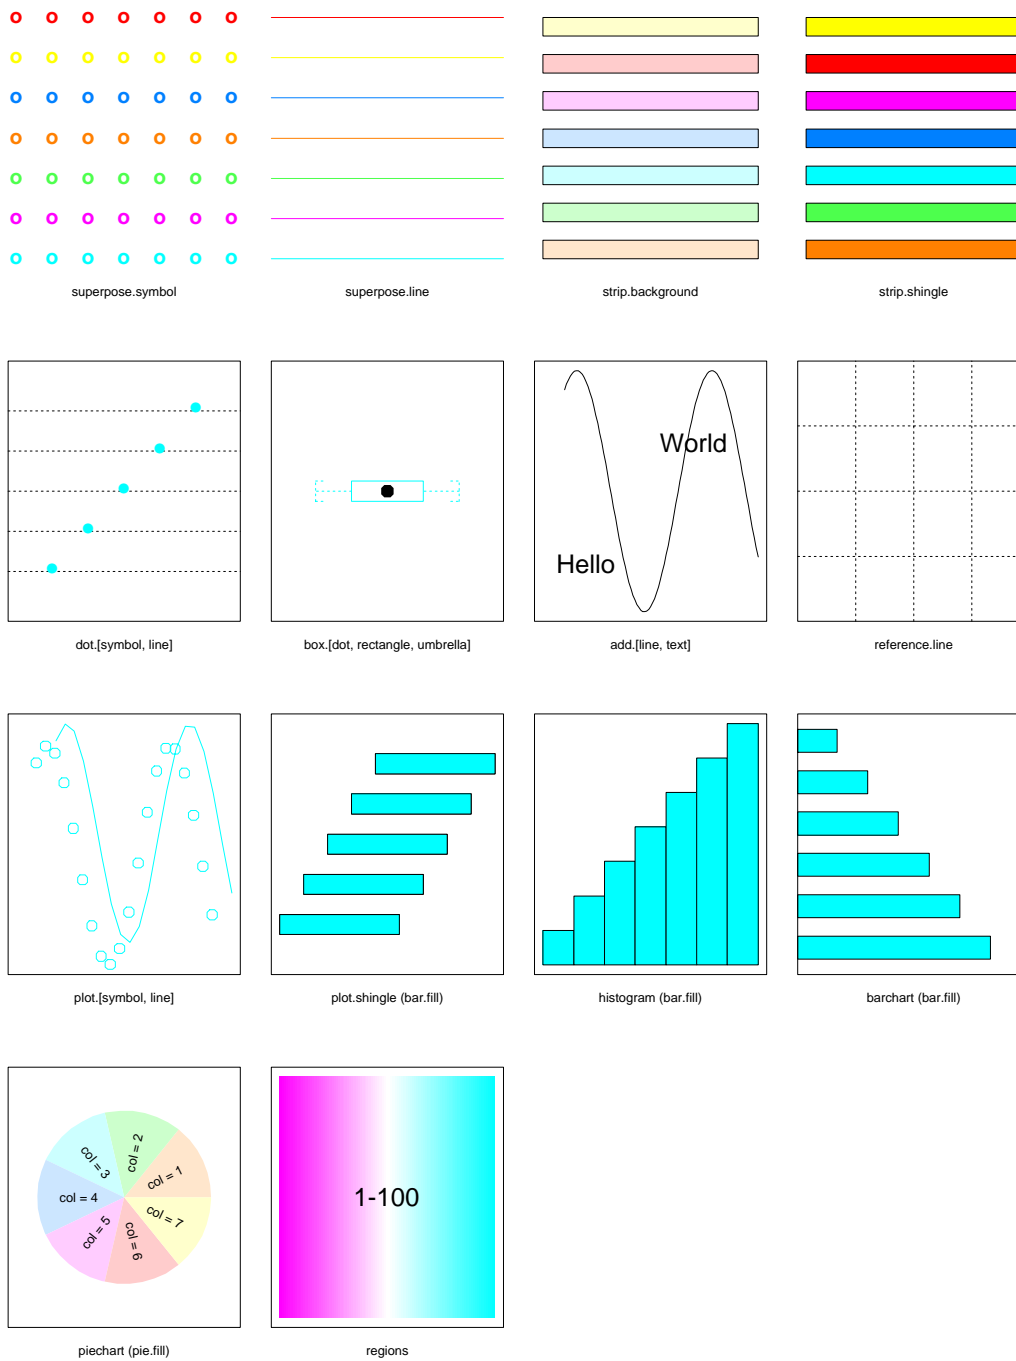 o o o o o o o
o o o o o o o
o o o o o o o
o o o o o o o
o o o o o o o
o o o o o o o
o o o o o o o
superpose.symbol
superpose.line
strip.background
strip.shingle
World
Hello
dot.[symbol, line]
box.[dot, rectangle, umbrella]
add.[line, text]
reference.line
plot.[symbol, line]
plot.shingle (bar.fill)
histogram (bar.fill)
barchart (bar.fill)
col = 1
col = 2
col = 3
col = 4
col = 5
col = 6
col = 7
1-100
piechart (pie.fill)
regions